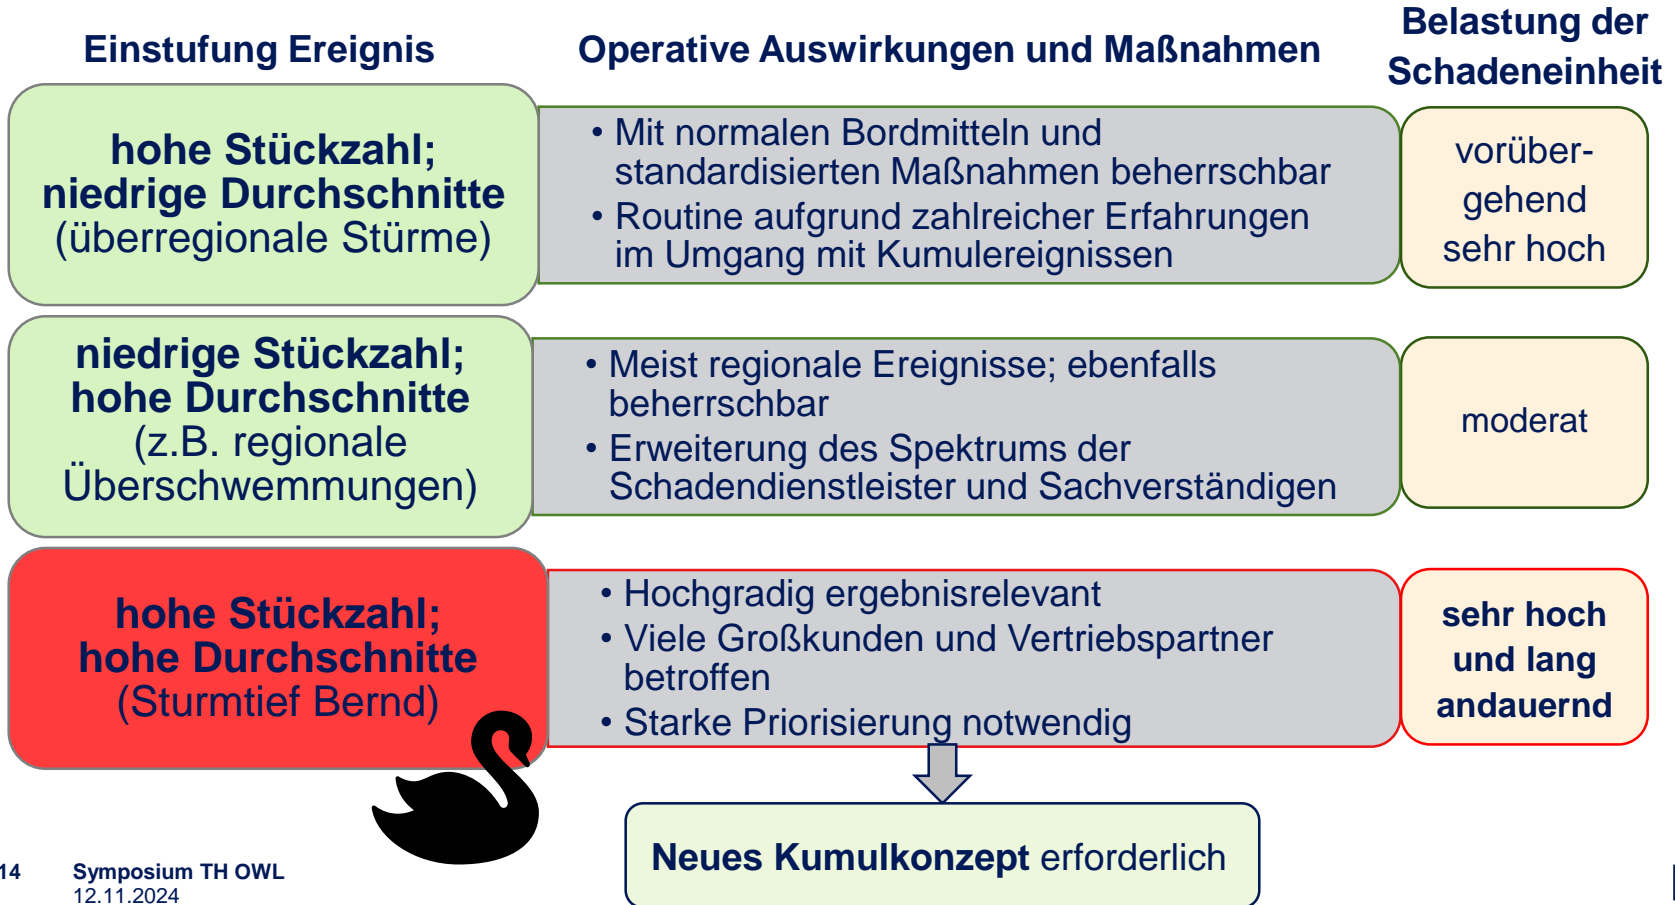 Einstufung Ereignis
Operative Auswirkungen und Maßnahmen
Belastung der
Schadeneinheit
hohe Stückzahl;
niedrige Durchschnitte
(überregionale Stürme)
• Mit normalen Bordmitteln und
standardisierten Maßnahmen beherrschbar
• Routine aufgrund zahlreicher Erfahrungen
im Umgang mit Kumulereignissen
vorüber-
gehend
sehr hoch
niedrige Stückzahl;
hohe Durchschnitte
(z.B. regionale
Überschwemmungen)
• Meist regionale Ereignisse; ebenfalls
beherrschbar
• Erweiterung des Spektrums der
Schadendienstleister und Sachverständigen
moderat
hohe Stückzahl;
hohe Durchschnitte
(Sturmtief Bernd)
• Hochgradig ergebnisrelevant
• Viele Großkunden und Vertriebspartner
betroffen
• Starke Priorisierung notwendig
sehr hoch
und lang
andauernd
Neues Kumulkonzept erforderlich
14 Symposium TH OWL
12.11.2024